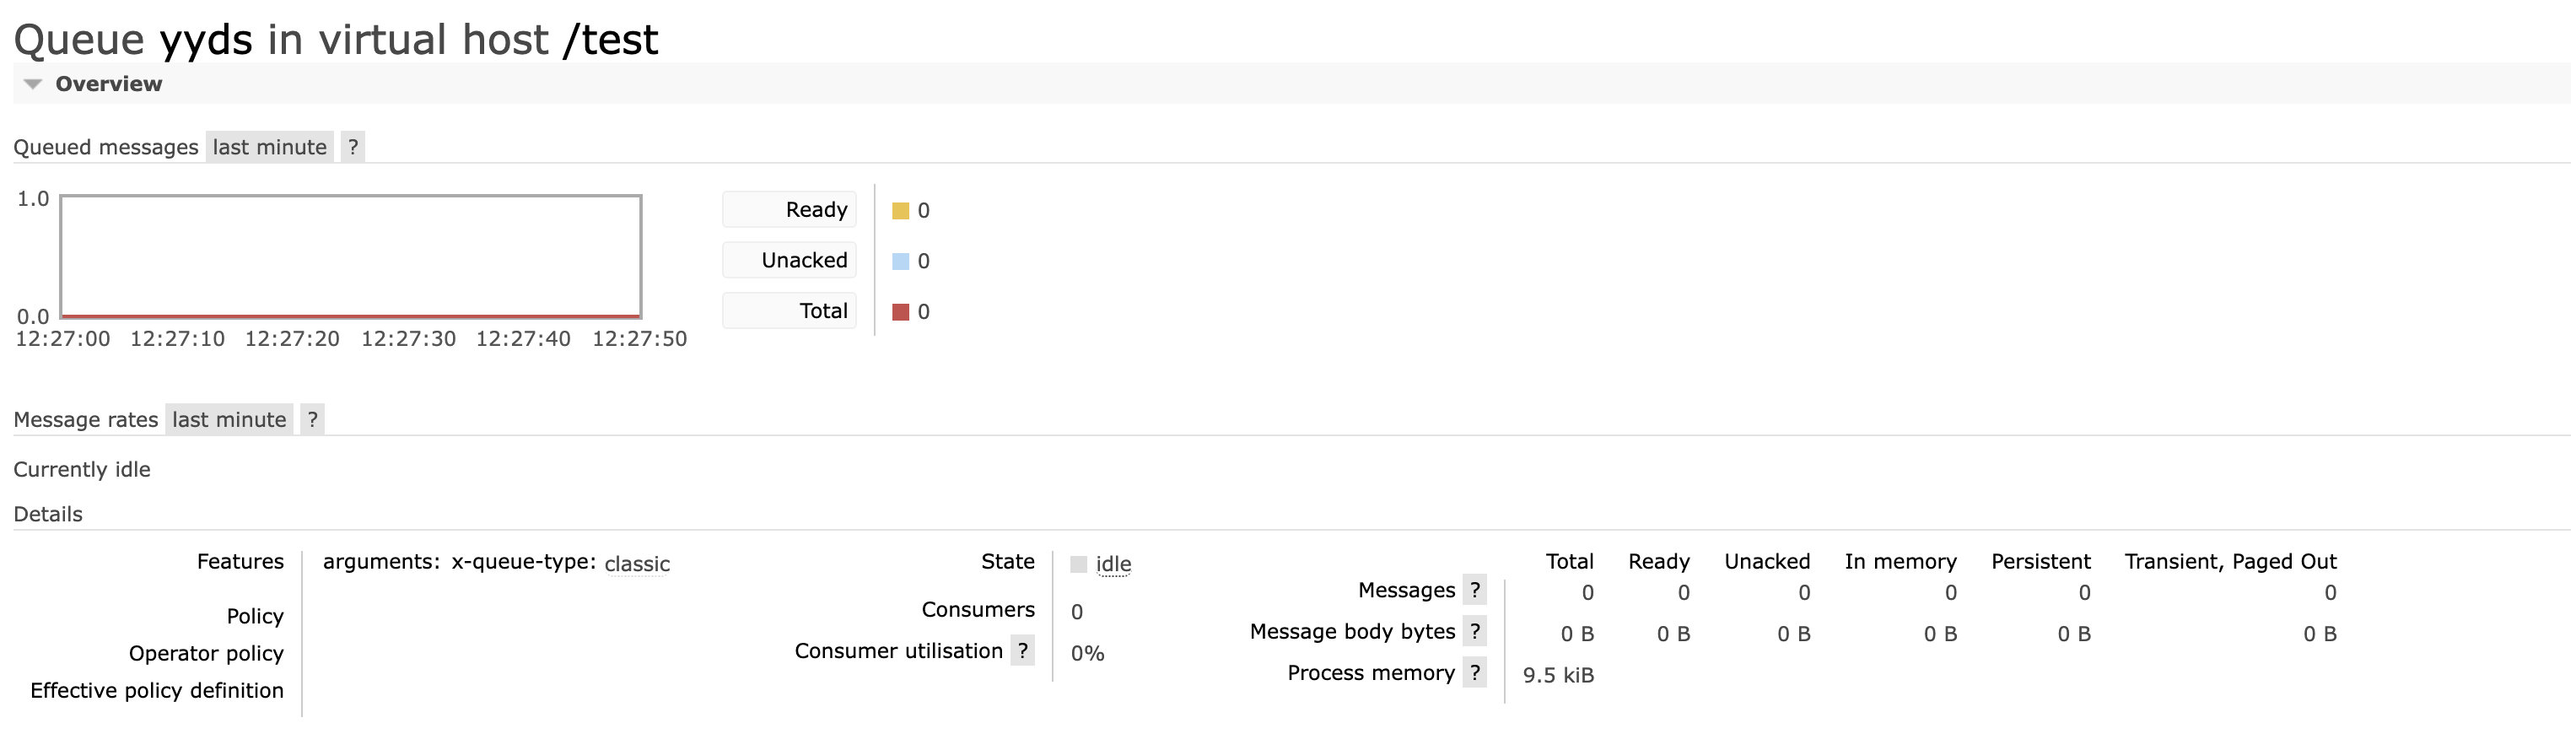 Queue yyds in virtual host /test
Overview
Queued messages last minute ?
1.0
0.0
12:27:00 12:27:10 12:27:20 12:27:30 12:27:40 12:27:50
Ready 0
Unacked 0
Total 0
Message rates last minute ?
Currently idle
Details
Features arguments: x-queue-type: classic
Policy
Operator policy
Effective policy definition
State idle
Consumers 0
Consumer utilisation ? 0%
Total Ready Unacked In memory Persistent Transient, Paged Out
Messages ? 0 0 0 0 0 0
Message body bytes ? 0 B 0 B 0 B 0 B 0 B 0 B
Process memory ? 9.5 kiB